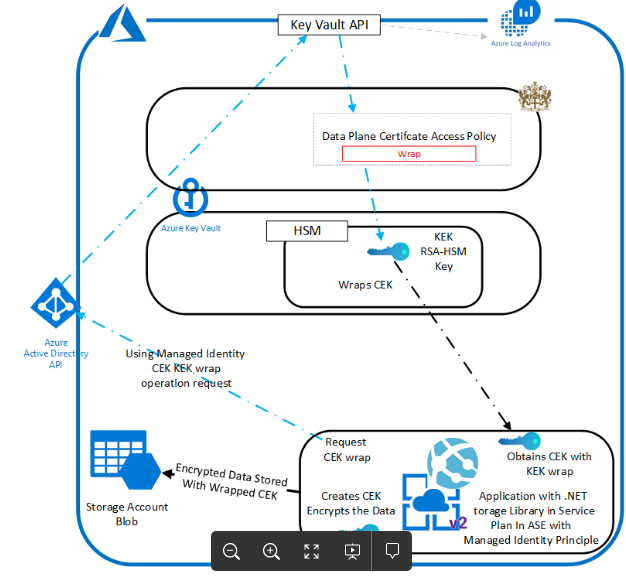 Key Vault API
Azure Log Analytics
Data Plane Certifcate Access Policy
Wrap
Azure Key Vault
HSM
KEK
RSA-HSM
Key
Wraps CEK
Azure
Active Directory
API
Using Managed Identity
CEK KEK wrap
operation request
Request
CEK wrap
Obtains CEK with
KEK wrap
Encrypted Data Stored
With Wrapped CEK
Storage Account
Blob
Creates CEK
Encrypts the Data
v2
Application with .NET
torage Library in Service
Plan In ASE with
Managed Identity Principle